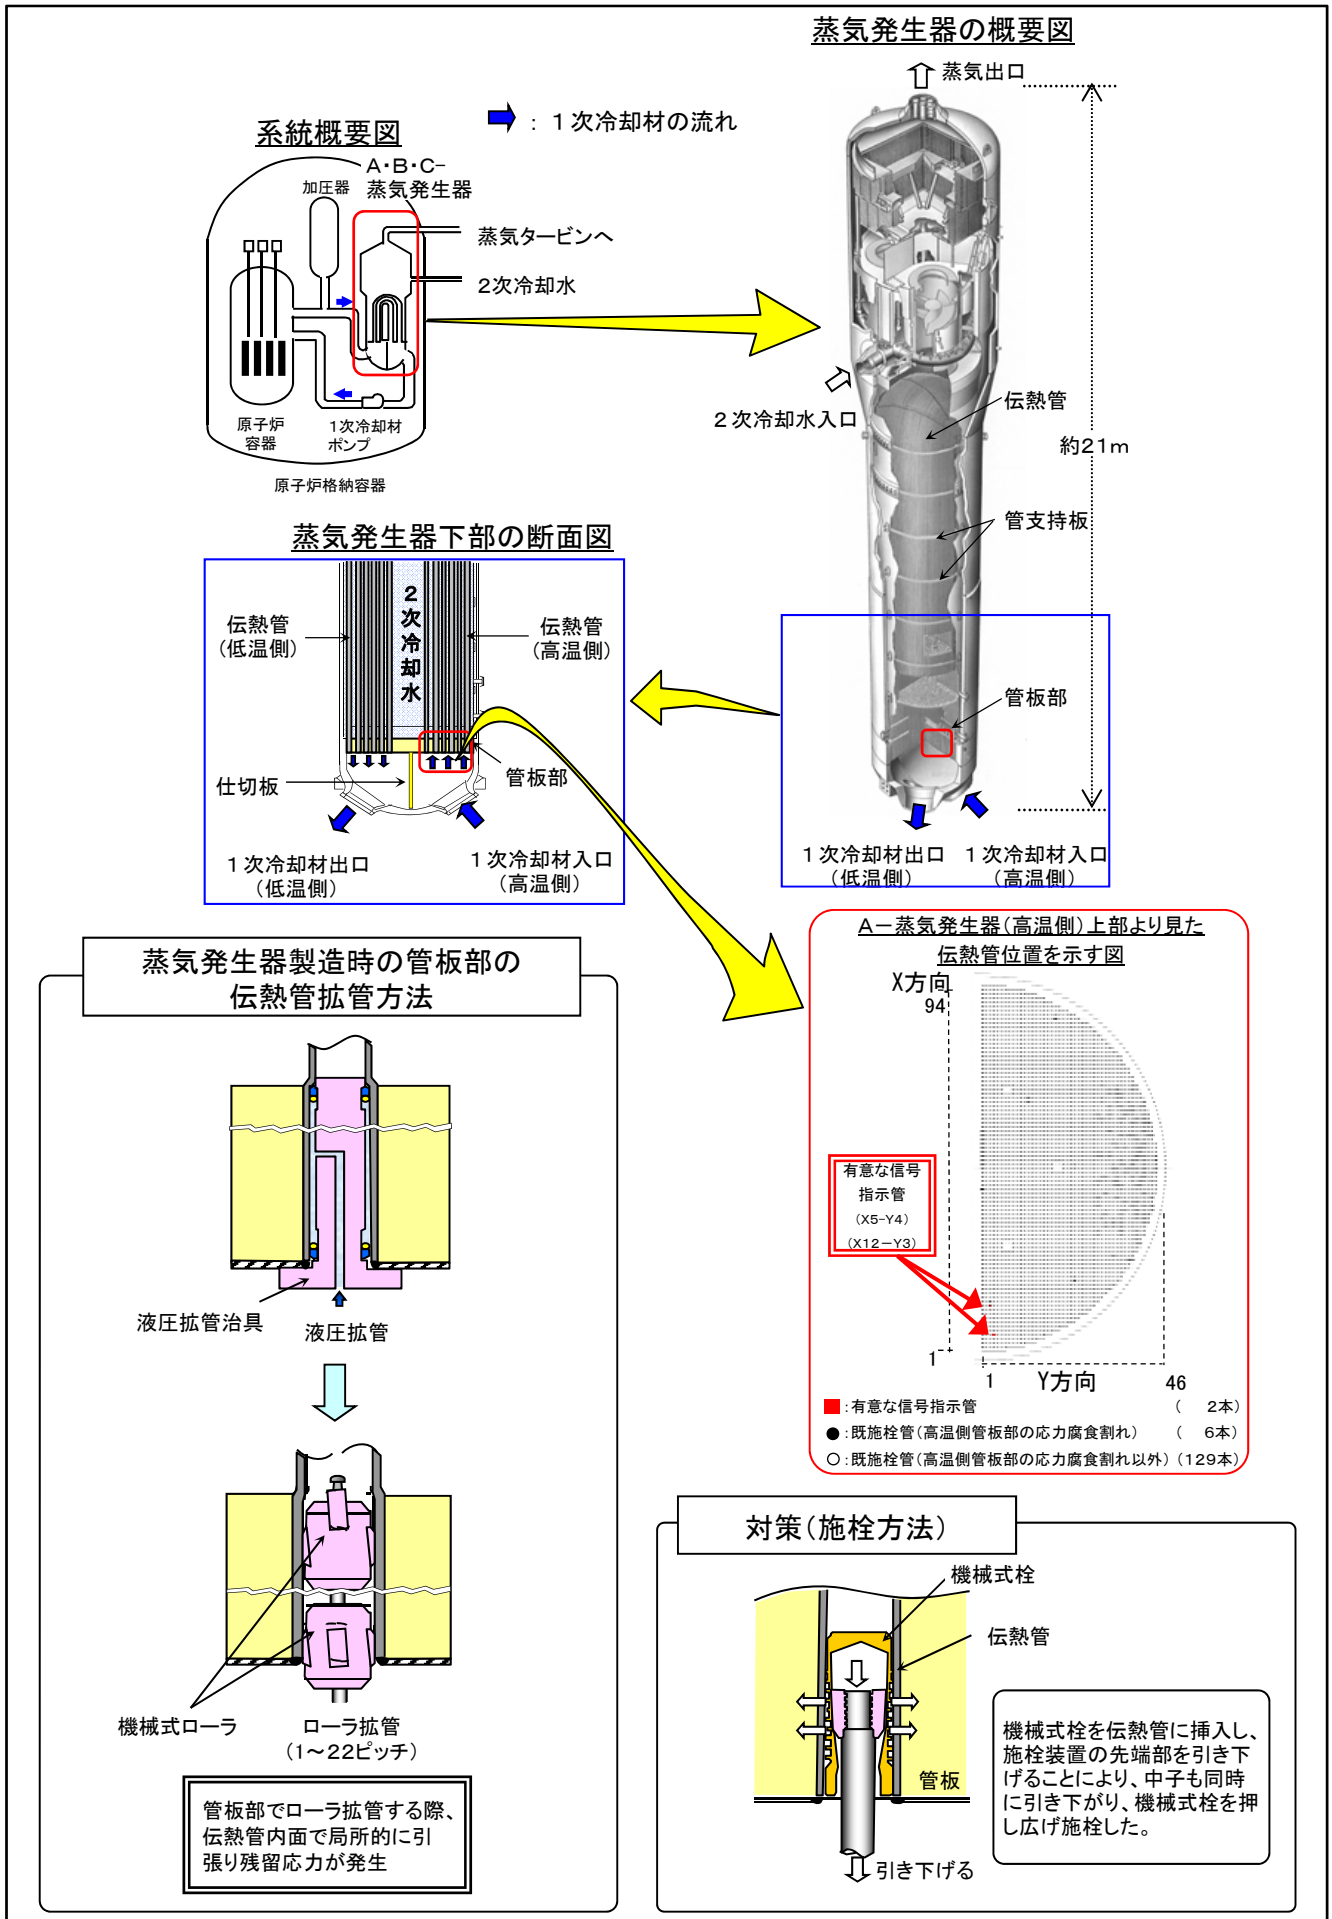 蒸気発生器の概要図
蒸気出口
：１次冷却材の流れ
系統概要図
A・B・C－
蒸気発生器
加圧器
蒸気タービンへ
2次冷却水
原子炉
容器
1次冷却材
ポンプ
原子炉格納容器
２次冷却水入口
伝熱管
約21m
管支持板
管板部
１次冷却材出口
(低温側)
１次冷却材入口
(高温側)
蒸気発生器下部の断面図
伝熱管
(低温側)
２次冷却水
伝熱管
(高温側)
仕切板
管板部
１次冷却材出口
(低温側)
１次冷却材入口
(高温側)
A－蒸気発生器(高温側)上部より見た
伝熱管位置を示す図
X方向
94
有意な信号
指示管
(X5-Y4)
(X12－Y3)
1
1
Y方向
46
：有意な信号指示管 ( 2本)
：既施栓管(高温側管板部の応力腐食割れ) ( 6本)
：既施栓管(高温側管板部の応力腐食割れ以外) (129本)
蒸気発生器製造時の管板部の
伝熱管拡管方法
液圧拡管治具
液圧拡管
機械式ローラ
ローラ拡管
(1～22ピッチ)
管板部でローラ拡管する際、
伝熱管内面で局所的に引
張り残留応力が発生
対策(施栓方法)
機械式栓
伝熱管
管板
引き下げる
機械式栓を伝熱管に挿入し、
施栓装置の先端部を引き下
げることにより、中子も同時
に引き下がり、機械式栓を押
し広げ施栓した。